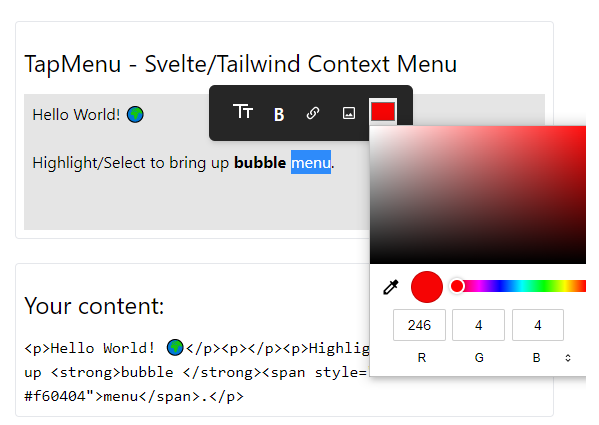 TapMenu - Svelte/Tailwind Context Menu
Hello World! 🌍
TT B
Highlight/Select to bring up bubble menu.
246 4 4
R G B
Your content:
<p>Hello World! 🌍</p><p></p><p>Highlig
up <strong>bubble </strong><span style=
#f60404">menu</span>.</p>